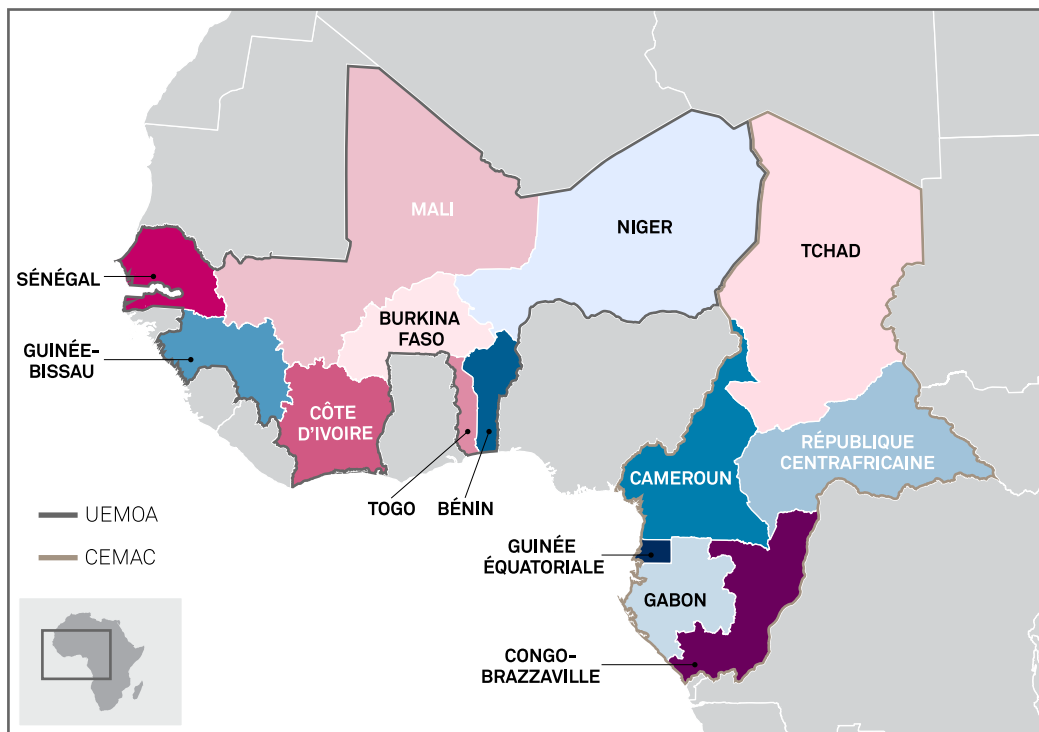 MALI
NIGER
TCHAD
SÉNÉGAL
BURKINA
FASO
GUINÉE-
BISSAU
CÔTE
D'IVOIRE
RÉPUBLIQUE
CENTRAFRICAINE
CAMEROUN
TOGO
BÉNIN
UEMOA
CEMAC
GUINÉE
ÉQUATORIALE
GABON
CONGO-
BRAZZAVILLE